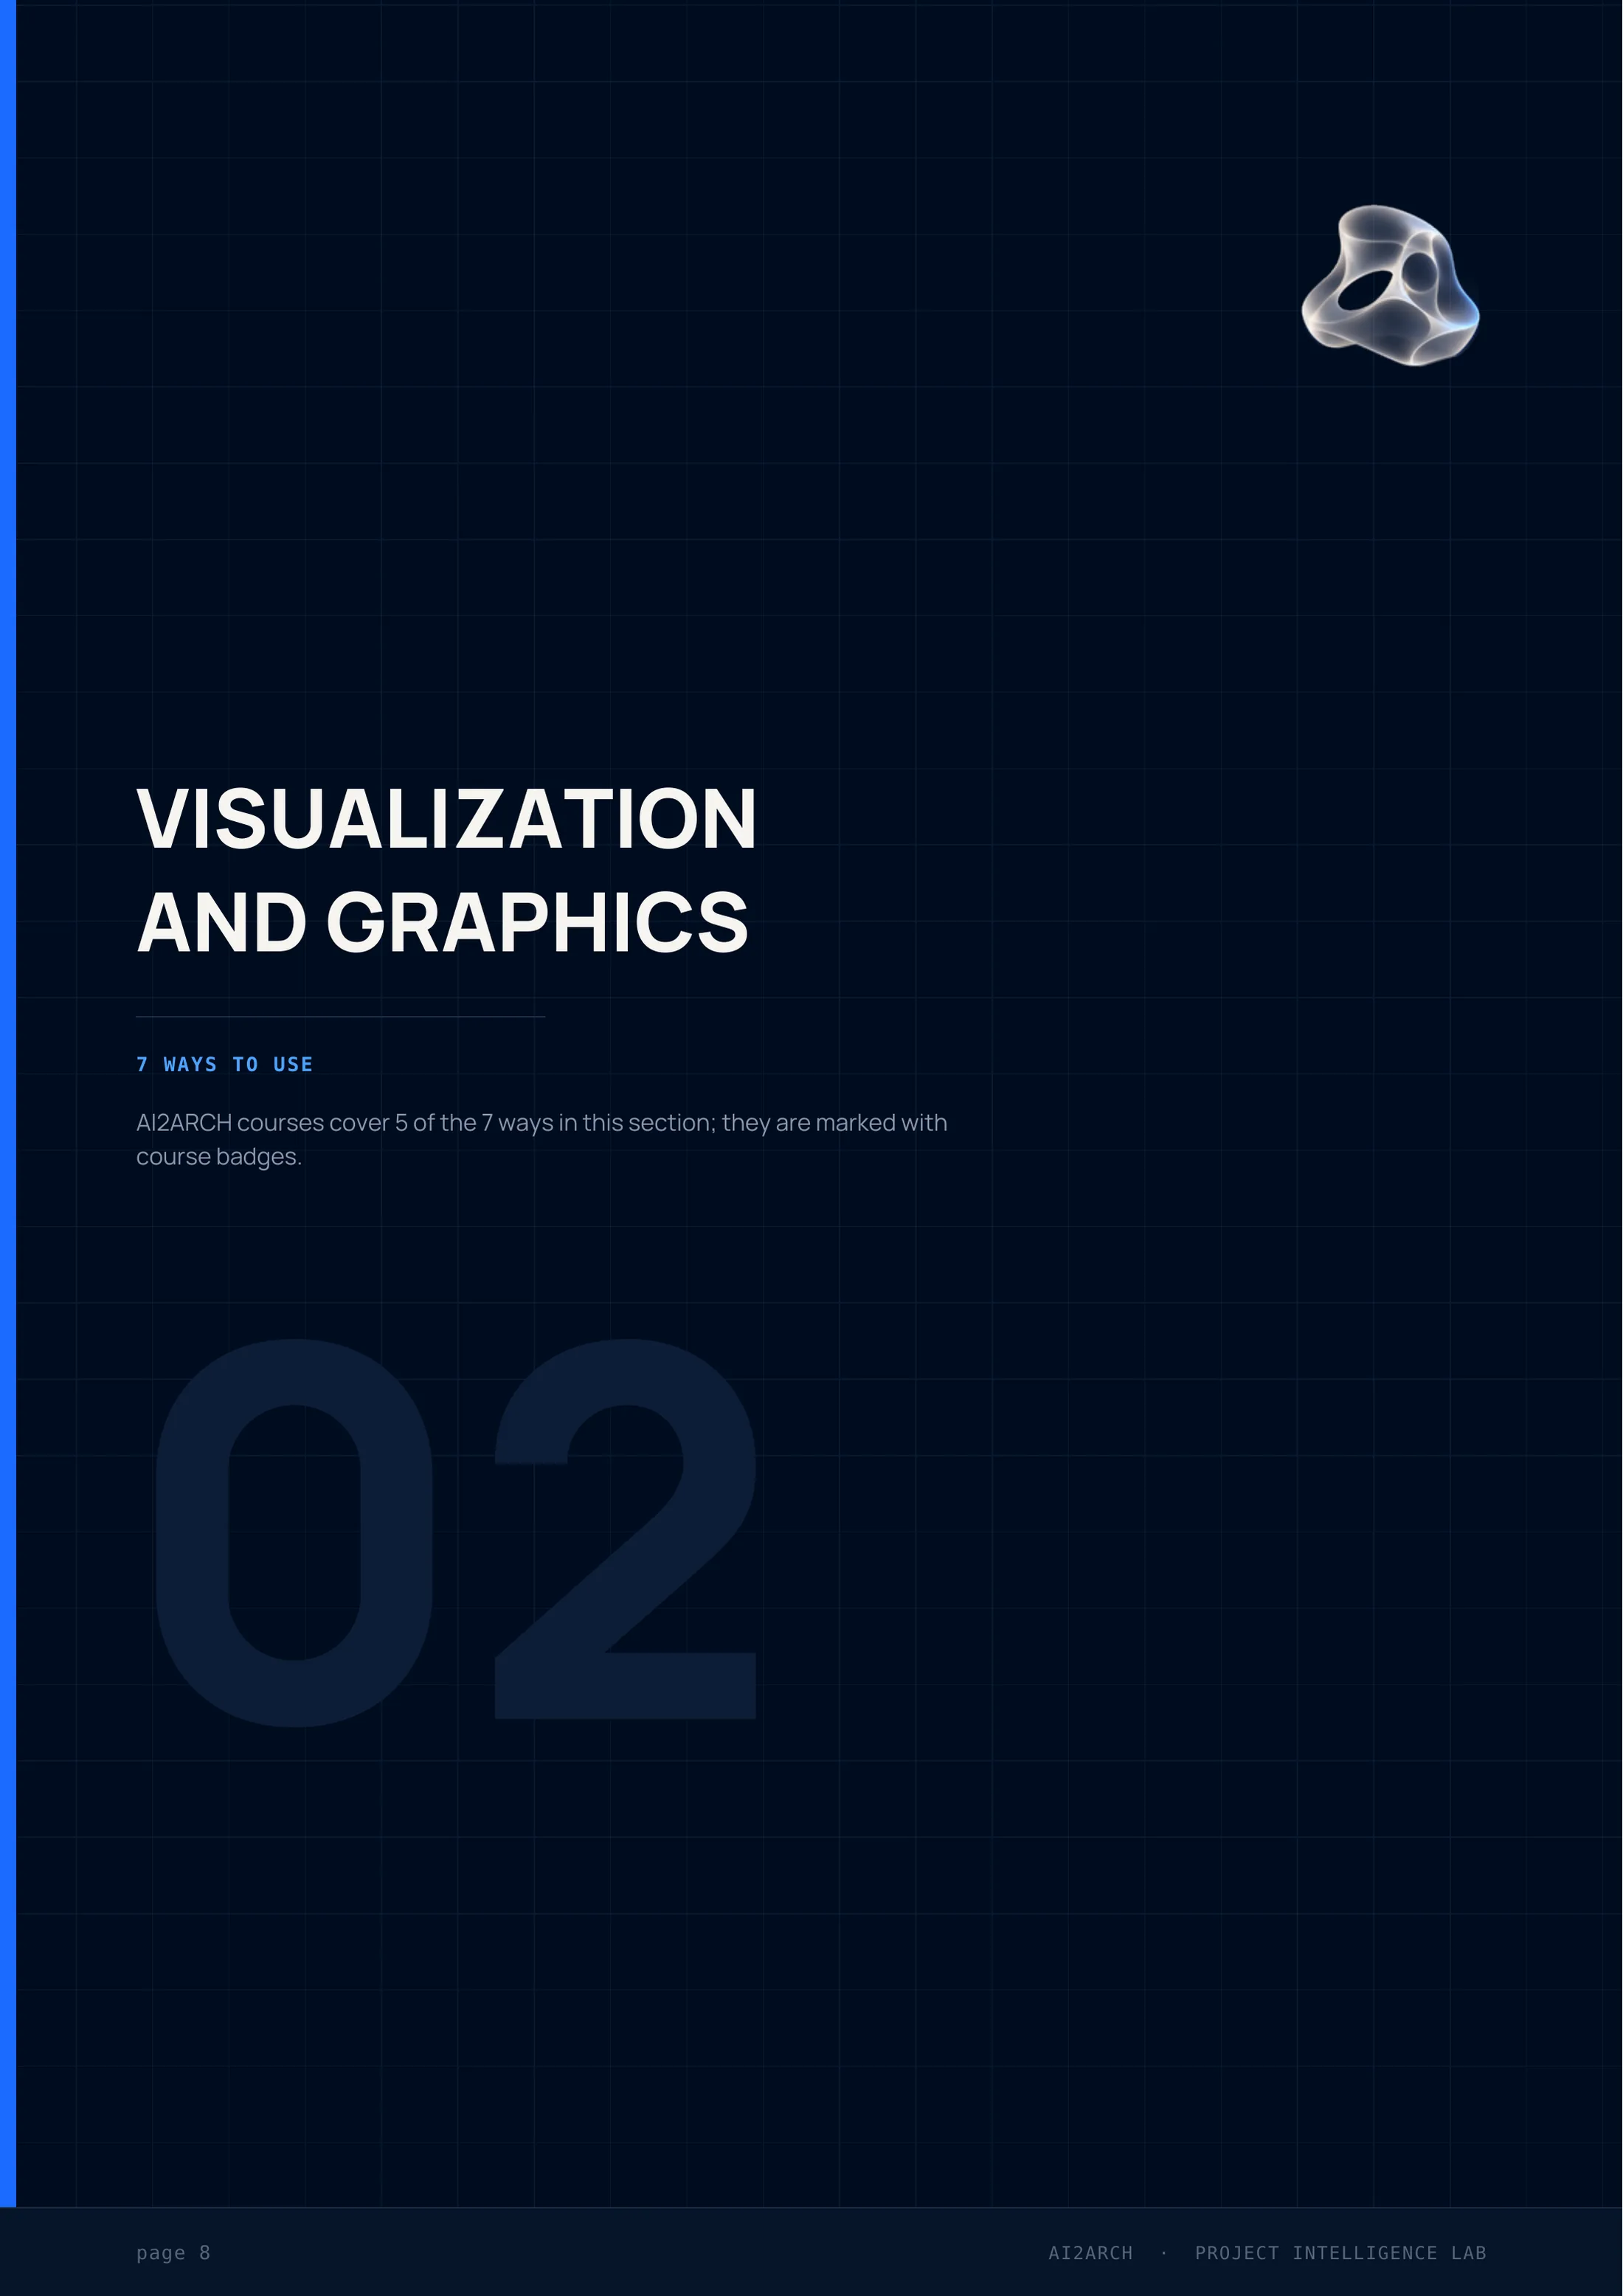 VISUALIZATION
AND GRAPHICS
7 WAYS TO USE
AI2ARCH courses cover 5 of the 7 ways in this section; they are marked with
course badges.
02
page 8
AI2ARCH · PROJECT INTELLIGENCE LAB